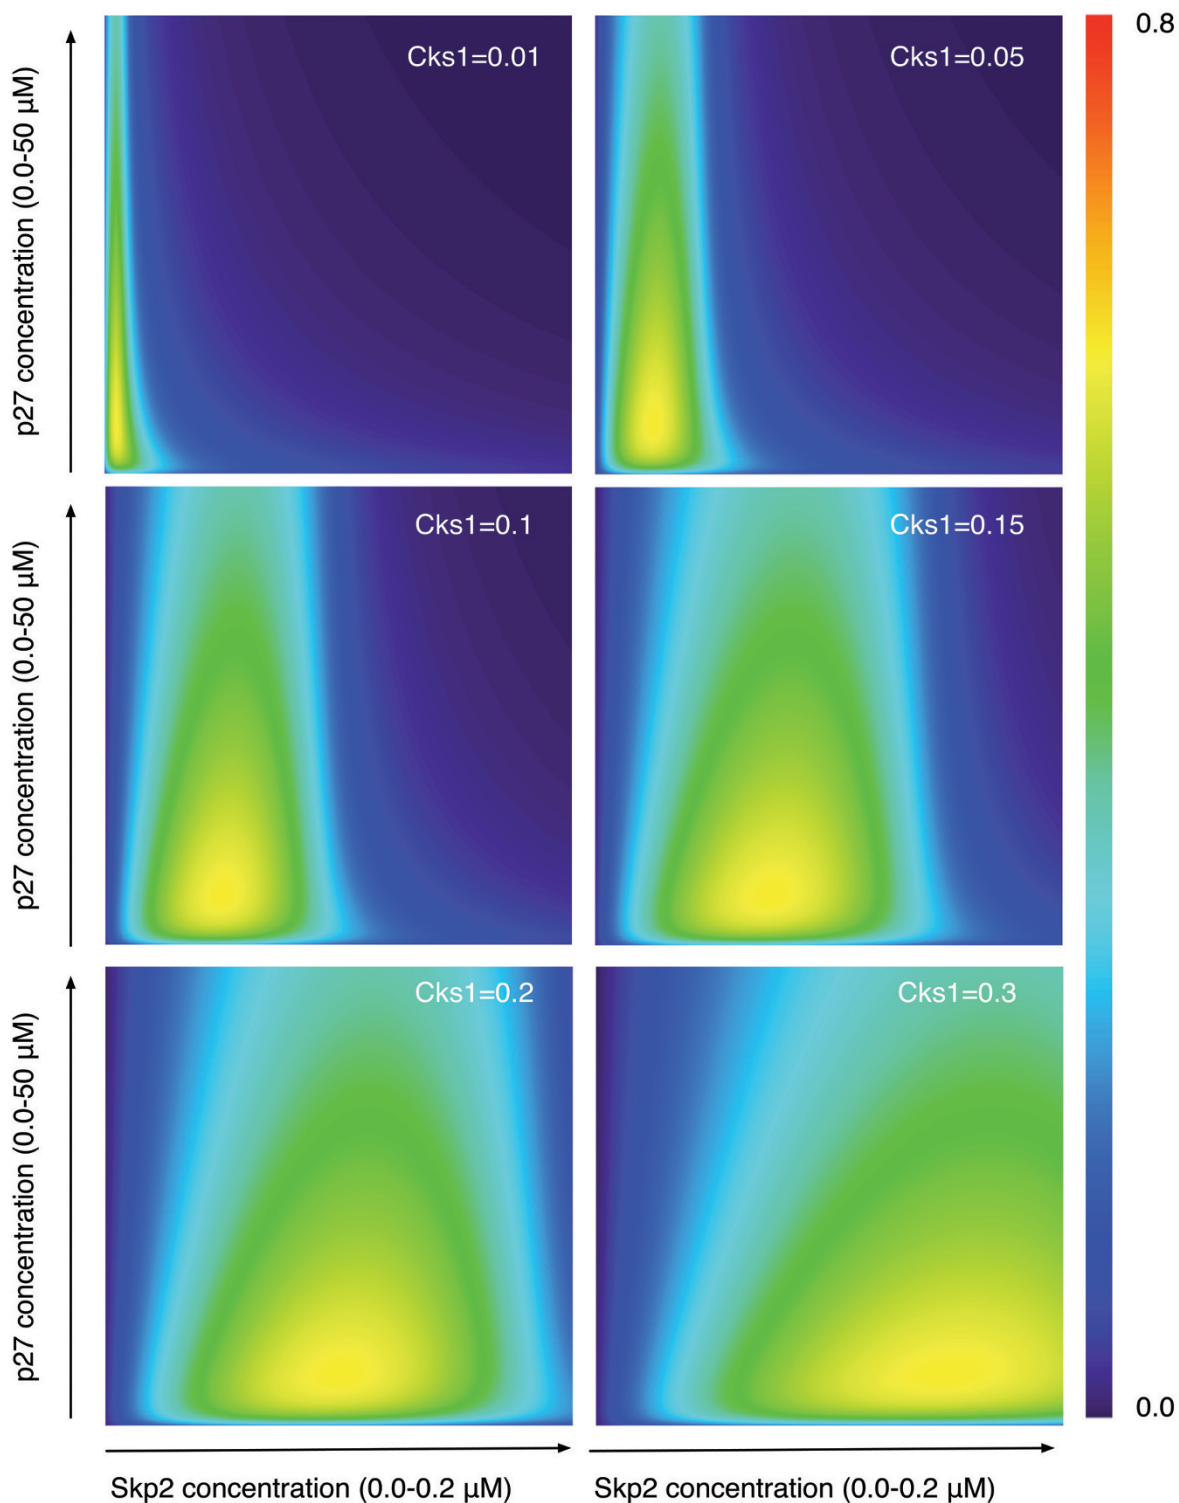 p27 concentration (0.0-50 µM)
Cks1=0.01
Cks1=0.05
0.8
p27 concentration (0.0-50 µM)
Cks1=0.1
Cks1=0.15
p27 concentration (0.0-50 µM)
Cks1=0.2
Cks1=0.3
0.0
Skp2 concentration (0.0-0.2 µM)
Skp2 concentration (0.0-0.2 µM)